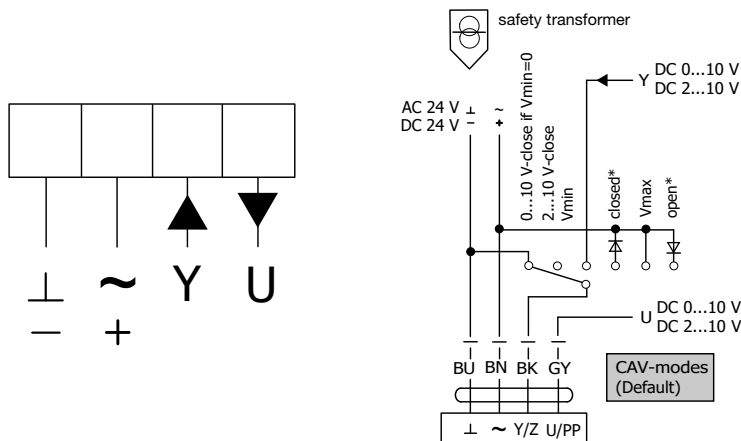 ⊥ ~ Y U
− +
safety transformer
AC 24 V ⊥ ~
DC 24 V − +
0...10 V-close if Vmin=0
2...10 V-close
Vmin
Y DC 0...10 V
DC 2...10 V
closed*
Vmax
open*
U DC 0...10 V
DC 2...10 V
BU BN BK GY
CAV-modes
(Default)
⊥ ~ Y/Z U/PP